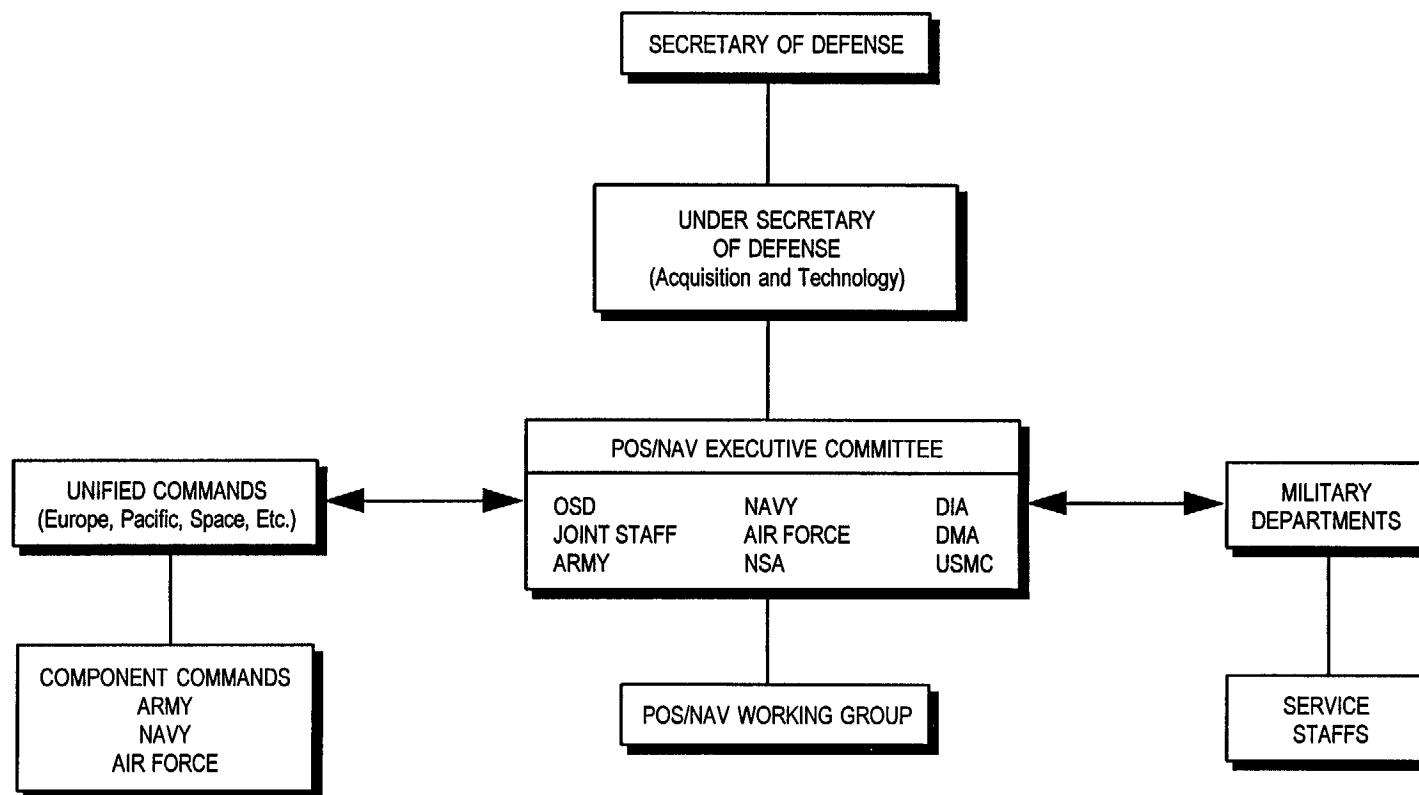 SECRETARY OF DEFENSE
UNDER SECRETARY
OF DEFENSE
(Acquisition and Technology)
POS/NAV EXECUTIVE COMMITTEE
OSD NAVY DIA
JOINT STAFF AIR FORCE DMA
ARMY NSA USMC
UNIFIED COMMANDS
(Europe, Pacific, Space, Etc.)
MILITARY
DEPARTMENTS
COMPONENT COMMANDS
ARMY
NAVY
AIR FORCE
POS/NAV WORKING GROUP
SERVICE
STAFFS